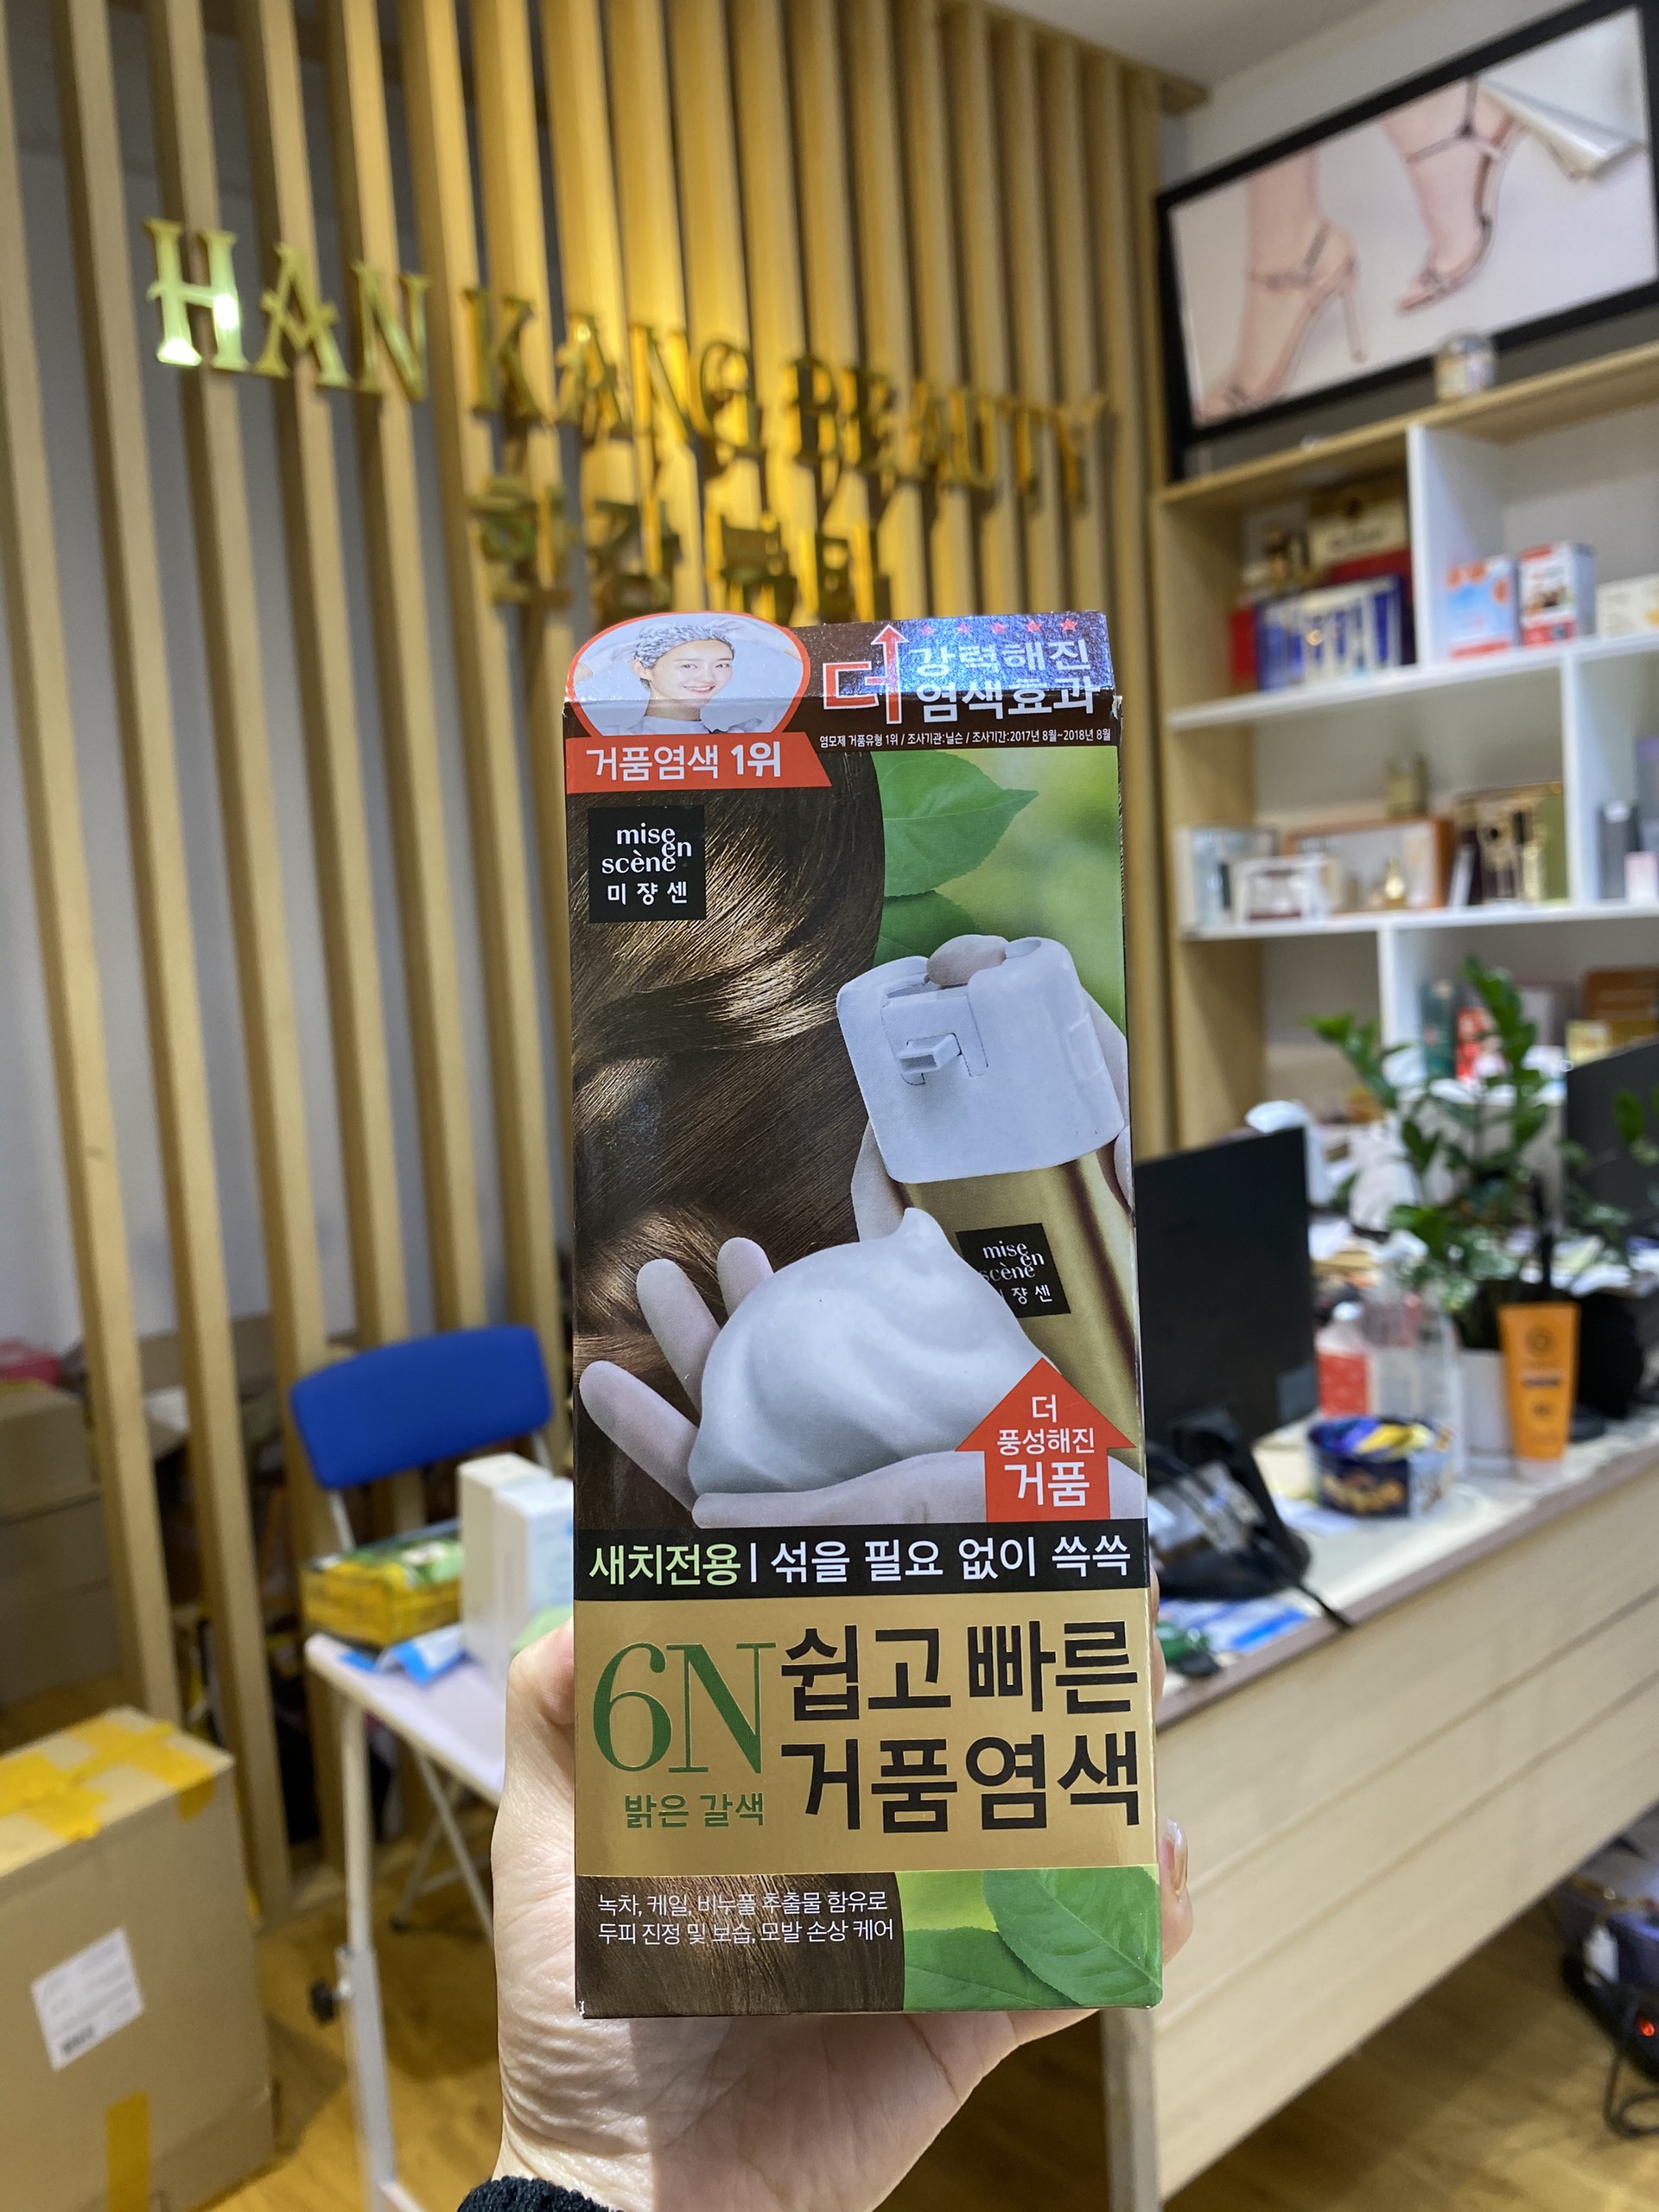 HAN KANG BEAUTY
한강 뷰티
더 강력해진
염색효과
염모제 거품유형 1위 / 조사기관:닐슨 / 조사기간:2017년 8월~2018년 8월
거품염색 1위
mise
en
scène
미쟝센
mise
en
scène
쟝센
더
풍성해진
거품
새치전용 | 섞을 필요 없이 쓱쓱
6N 쉽고 빠른
거품염색
밝은 갈색
녹차, 케일, 비누풀 추출물 함유로
두피 진정 및 보습, 모발 손상 케어